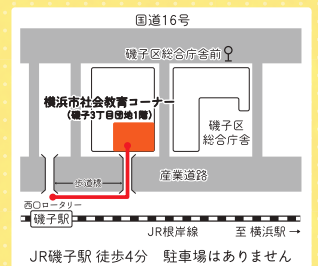 国道16号
磯子区総合庁舎前
横浜市社会教育コーナー
(磯子3丁目団地1階)
磯子区
総合庁舎
歩道橋
産業道路
西口ロータリー
磯子駅
JR根岸線
至 横浜駅→
JR磯子駅 徒歩4分 駐車場はありません